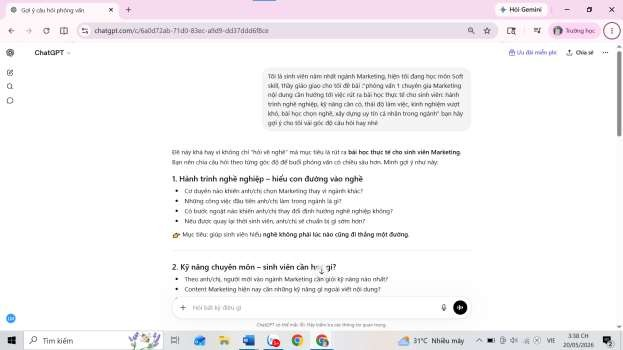 Gợi ý câu hỏi phỏng vấn
Hỏi Gemini
chatgpt.com/c/6a0d72ab-71d0-83ec-a9d9-dd37ddd6f8ce
Trường học
ChatGPT
Ưu đãi miễn phí
Chia sẻ
Tôi là sinh viên năm nhất ngành Marketing, hiện tôi đang học môn Soft
skill, thầy giáo giao cho tôi đề bài :"phỏng vấn 1 chuyên gia Marketing
nội dung cần hướng tới việc rút ra bài học thực tế cho sinh viên: hành
trình nghề nghiệp, kỹ năng cần có, thái độ làm việc, kinh nghiệm vượt
khó, bài học chọn nghề, xây dựng uy tín cá nhân trong ngành" bạn hãy
gợi ý cho tôi vài góc độ câu hỏi hay nhé
Đề này khá hay vì không chỉ "hỏi về nghề" mà mục tiêu là rút ra bài học thực tế cho sinh viên Marketing.
Bạn nên chia câu hỏi theo từng góc độ để buổi phỏng vấn có chiều sâu hơn. Mình gợi ý như này:
1. Hành trình nghề nghiệp – hiểu con đường vào nghề
Cơ duyên nào khiến anh/chị chọn Marketing thay vì ngành khác?
Những công việc đầu tiên anh/chị làm trong ngành là gì?
Có bước ngoặt nào khiến anh/chị thay đổi định hướng nghề nghiệp không?
Nếu được quay lại thời sinh viên, anh/chị sẽ chuẩn bị gì sớm hơn?
Mục tiêu: giúp sinh viên hiểu nghề không phải lúc nào cũng đi thẳng một đường.
2. Kỹ năng chuyên môn – sinh viên cần học gì?
Theo anh/chị, người mới vào ngành Marketing cần giỏi kỹ năng nào nhất?
Content Marketing hiện nay cần những kỹ năng gì ngoài viết nội dung?
Hỏi bất kỳ điều gì
ChatGPT có thể mắc lỗi. Hãy kiểm tra các thông tin quan trọng.
Tìm kiếm
31°C Nhiều mây
VIE
3:38 CH
20/05/2026